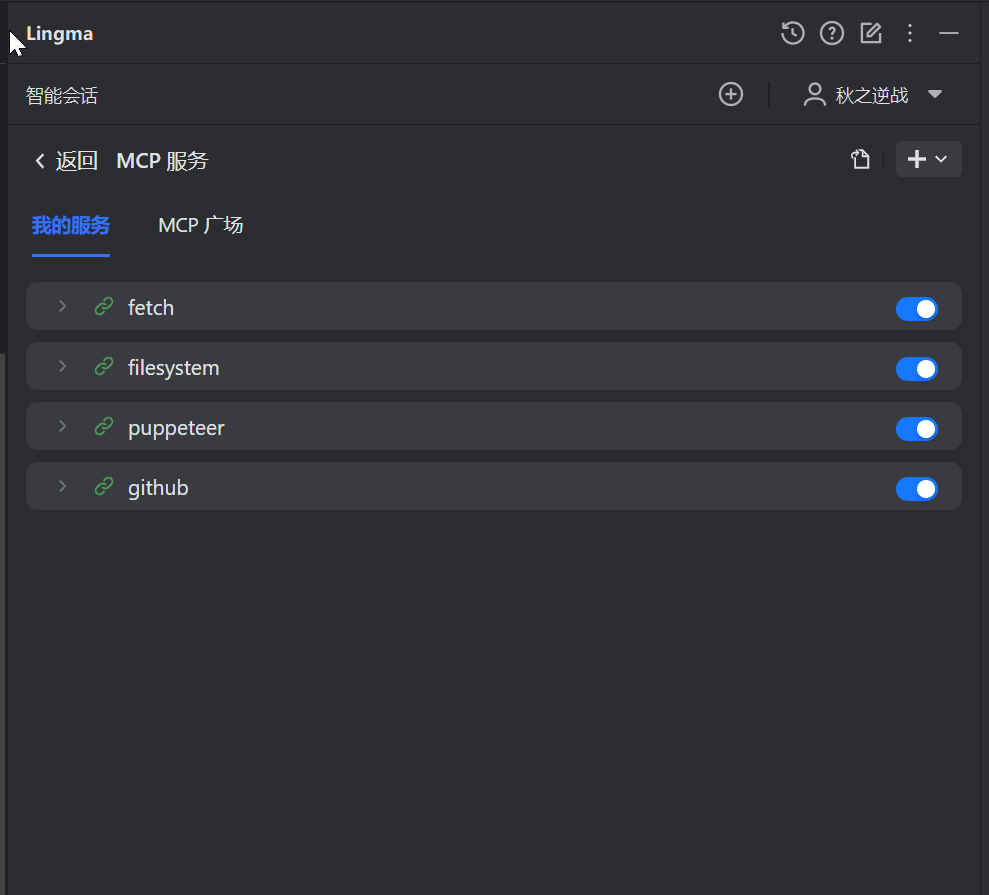 Lingma
智能会话 秋之逆战
返回 MCP 服务
我的服务 MCP 广场
fetch
filesystem
puppeteer
github